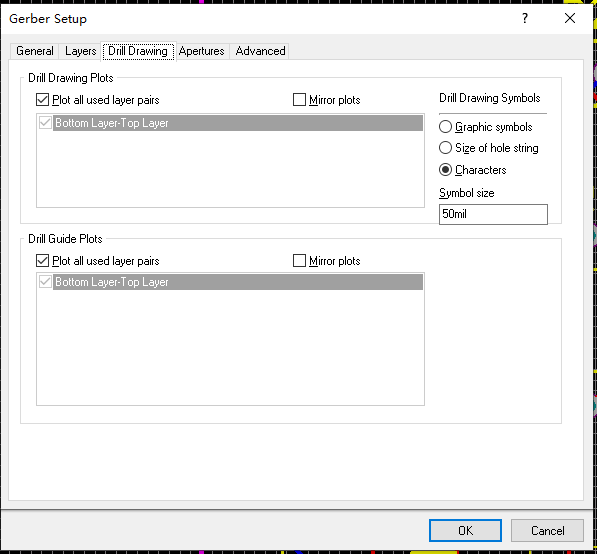 Gerber Setup
General Layers Drill Drawing Apertures Advanced
Drill Drawing Plots
Plot all used layer pairs
Mirror plots
Bottom Layer-Top Layer
Drill Drawing Symbols
Graphic symbols
Size of hole string
Characters
Symbol size
50mil
Drill Guide Plots
Plot all used layer pairs
Mirror plots
Bottom Layer-Top Layer
OK
Cancel